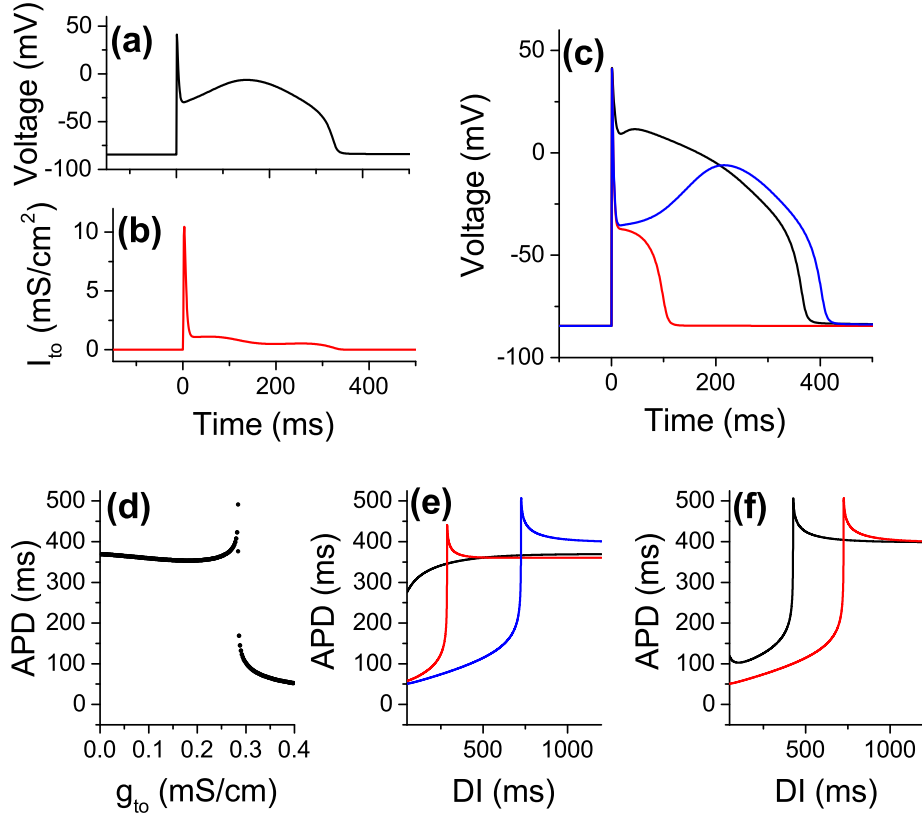 (a)
Voltage (mV)
50
0
-50
-100
(b)
I_to (mS/cm²)
10
5
0
0
200
400
Time (ms)
(c)
Voltage (mV)
50
0
-50
-100
0
200
400
Time (ms)
(d)
APD (ms)
500
400
300
200
100
0
0.0
0.1
0.2
0.3
0.4
g_to (mS/cm)
(e)
APD (ms)
500
400
300
200
100
0
500
1000
DI (ms)
(f)
APD (ms)
500
400
300
200
100
0
500
1000
DI (ms)